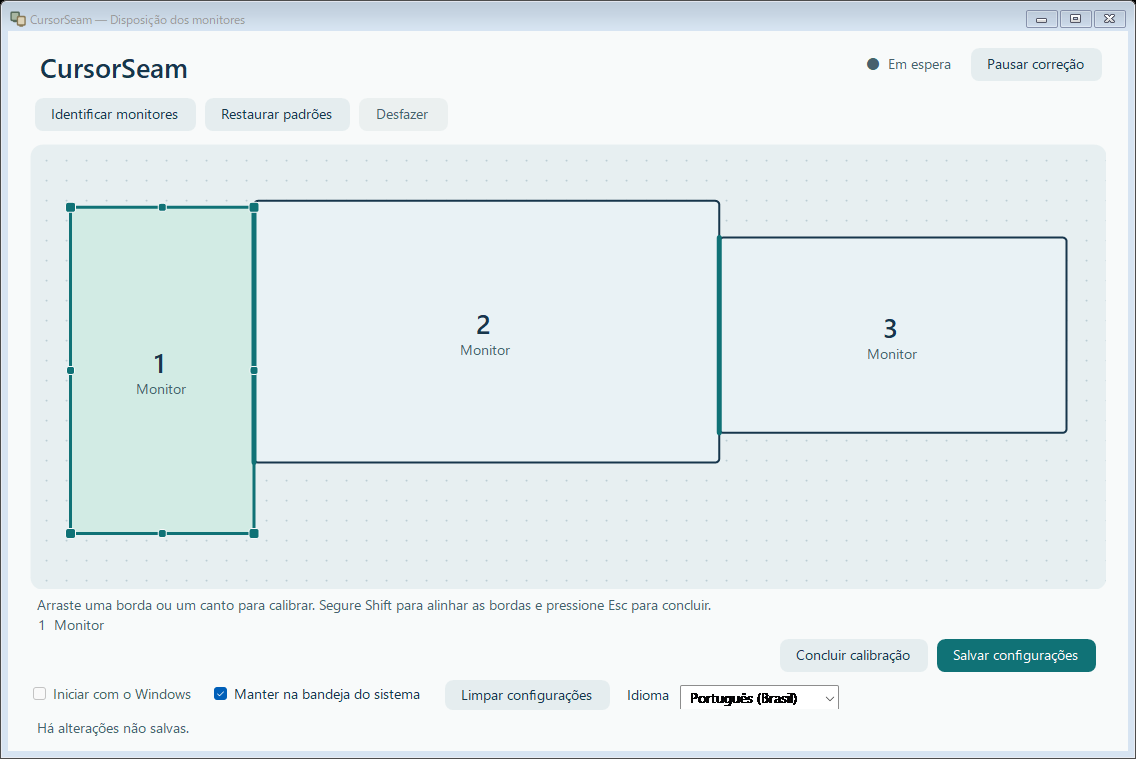 CursorSeam — Disposição dos monitores
CursorSeam
Em espera
Pausar correção
Identificar monitores
Restaurar padrões
Desfazer
1
Monitor
2
Monitor
3
Monitor
Arraste uma borda ou um canto para calibrar. Segure Shift para alinhar as bordas e pressione Esc para concluir.
1 Monitor
Concluir calibração
Salvar configurações
Iniciar com o Windows
Manter na bandeja do sistema
Limpar configurações
Idioma
Português (Brasil)
Há alterações não salvas.